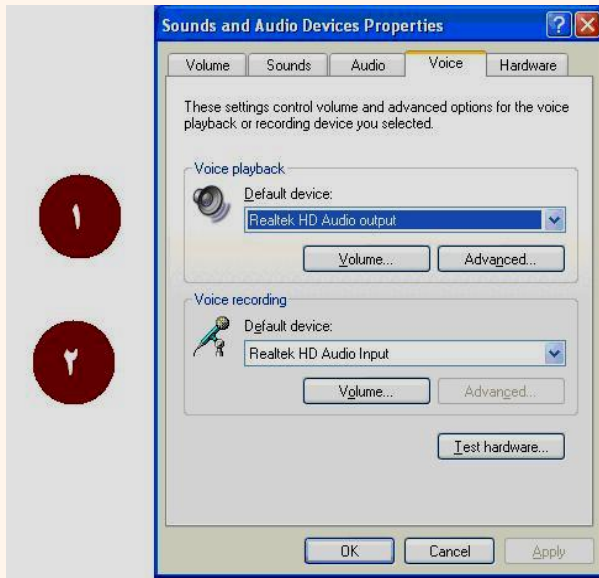 Sounds and Audio Devices Properties
Volume
Sounds
Audio
Voice
Hardware
These settings control volume and advanced options for the voice
playback or recording device you selected.
Voice playback
Default device:
۱
Realtek HD Audio output
Volume...
Advanced...
Voice recording
Default device:
۲
Realtek HD Audio Input
Volume...
Advanced...
Test hardware...
OK
Cancel
Apply